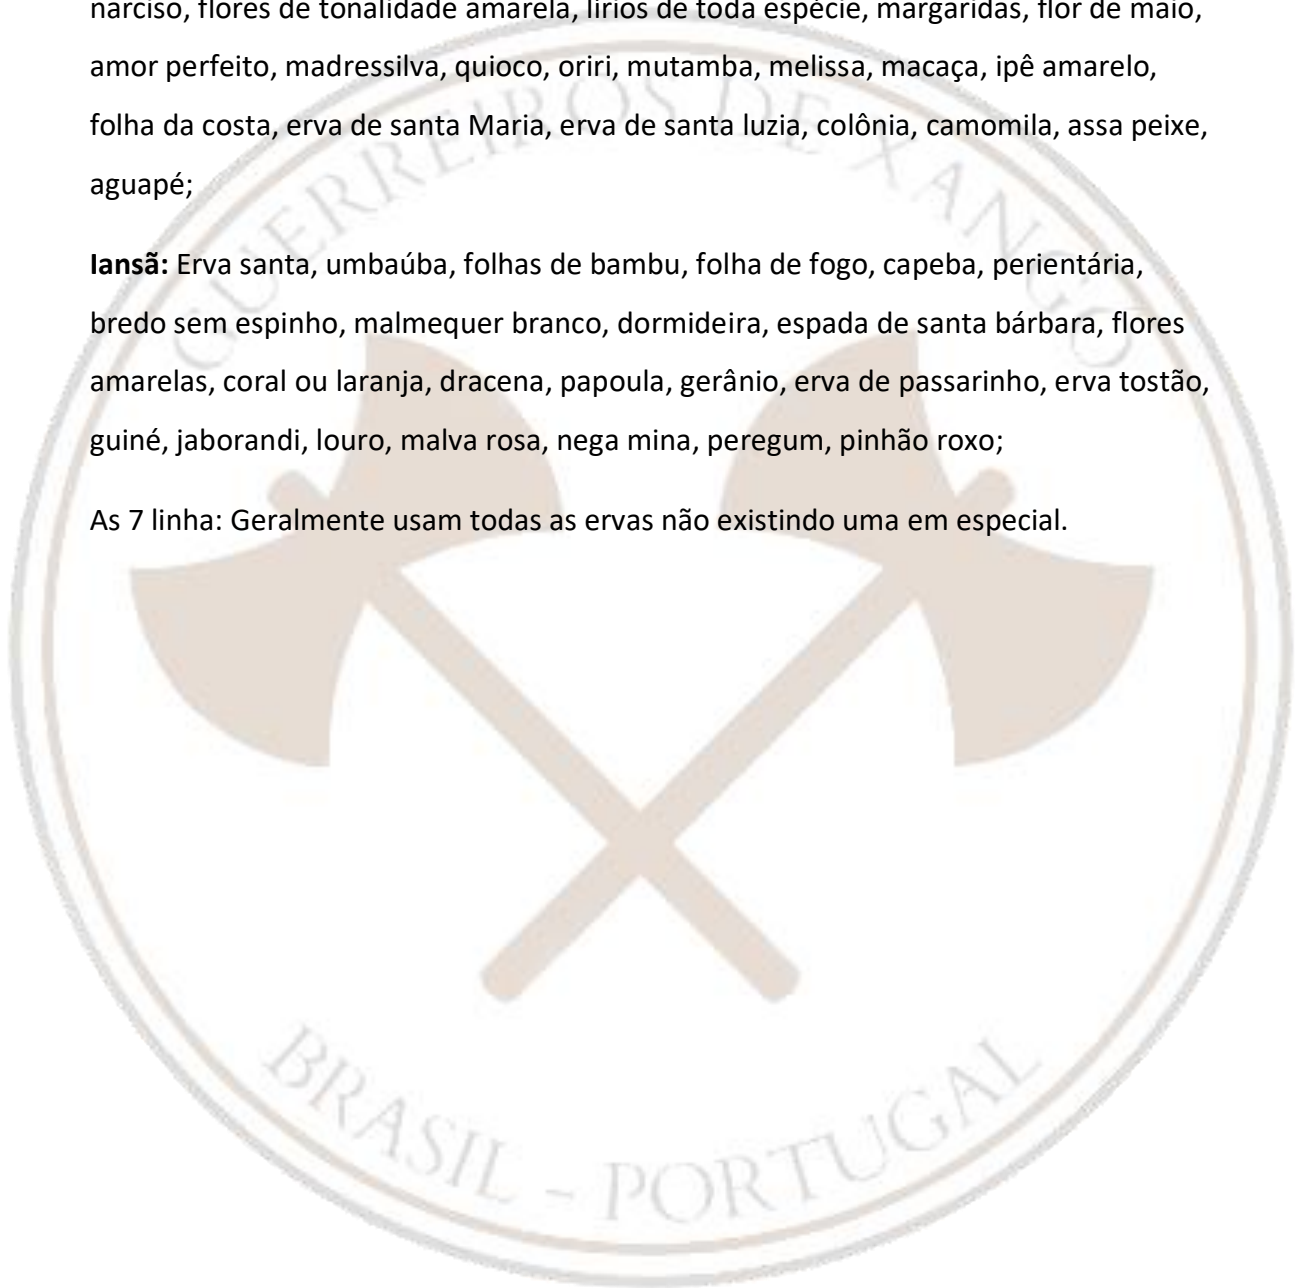 narciso, flores de tonalidade amarela, lírios de toda espécie, margaridas, flor de maio,
amor perfeito, madressilva, quioco, oriri, mutamba, melissa, macaça, ipê amarelo,
folha da costa, erva de santa Maria, erva de santa luzia, colônia, camomila, assa peixe,
aguapé;
Iansã: Erva santa, umbaúba, folhas de bambu, folha de fogo, capeba, perientária,
bredo sem espinho, malmequer branco, dormideira, espada de santa bárbara, flores
amarelas, coral ou laranja, dracena, papoula, gerânio, erva de passarinho, erva tostão,
guiné, jaborandi, louro, malva rosa, nega mina, peregum, pinhão roxo;
As 7 linha: Geralmente usam todas as ervas não existindo uma em especial.
GUERREIROS DE XANGÔ
BRASIL - PORTUGAL